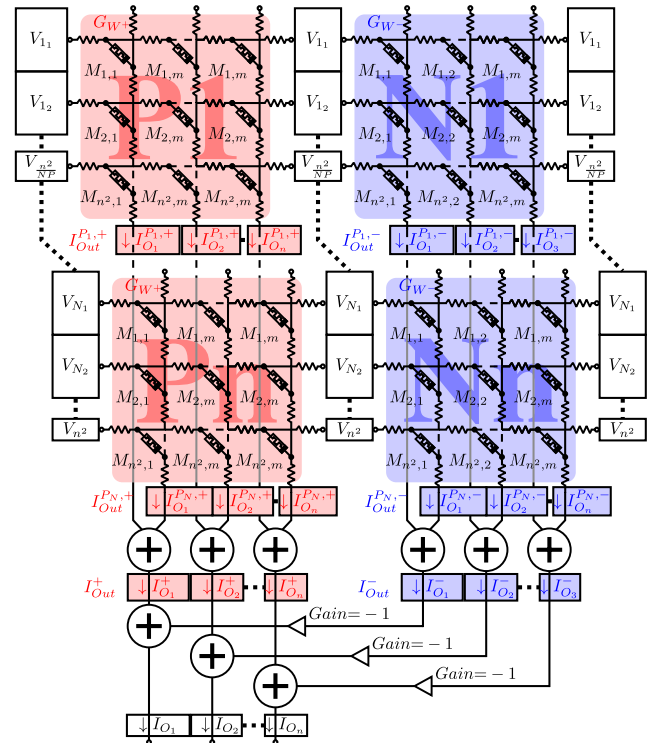 G_{W^+} G_{W^-}
V_{1_1} V_{1_1} V_{1_1}
M_{1,1} M_{1,m} M_{1,m} M_{1,1} M_{1,2} M_{1,m}
P1 N1
V_{1_2} V_{1_2} V_{1_2}
M_{2,1} M_{2,m} M_{2,m} M_{2,1} M_{2,2} M_{2,m}
V_{\frac{n^2}{NP}} V_{\frac{n^2}{NP}} V_{\frac{n^2}{NP}}
M_{n^2,1} M_{n^2,m} M_{n^2,m} M_{n^2,1} M_{n^2,2} M_{n^2,m}
I_{Out}^{P_1,+} ↓I_{O_1}^{P_1,+} ↓I_{O_2}^{P_1,+} ↓I_{O_n}^{P_1,+} I_{Out}^{P_1,-} ↓I_{O_1}^{P_1,-} ↓I_{O_2}^{P_1,-} ↓I_{O_3}^{P_1,-}
G_{W^+} G_{W^-}
V_{N_1} V_{N_1} V_{N_1}
M_{1,1} M_{1,m} M_{1,m} M_{1,1} M_{1,2} M_{1,m}
Pn Nn
V_{N_2} V_{N_2} V_{N_2}
M_{2,1} M_{2,m} M_{2,m} M_{2,1} M_{2,2} M_{2,m}
V_{n^2} V_{n^2} V_{n^2}
M_{n^2,1} M_{n^2,m} M_{n^2,m} M_{n^2,1} M_{n^2,2} M_{n^2,m}
I_{Out}^{P_N,+} ↓I_{O_1}^{P_N,+} ↓I_{O_2}^{P_N,+} ↓I_{O_n}^{P_N,+} I_{Out}^{P_N,-} ↓I_{O_1}^{P_N,-} ↓I_{O_2}^{P_N,-} ↓I_{O_n}^{P_N,-}
+ + + + + +
I_{Out}^{+} ↓I_{O_1}^{+} ↓I_{O_2}^{+} ↓I_{O_n}^{+} I_{Out}^{-} ↓I_{O_1}^{-} ↓I_{O_2}^{-} ↓I_{O_3}^{-}
+ Gain=−1
+ Gain=−1
+ Gain=−1
↓I_{O_1} ↓I_{O_2} ↓I_{O_n}